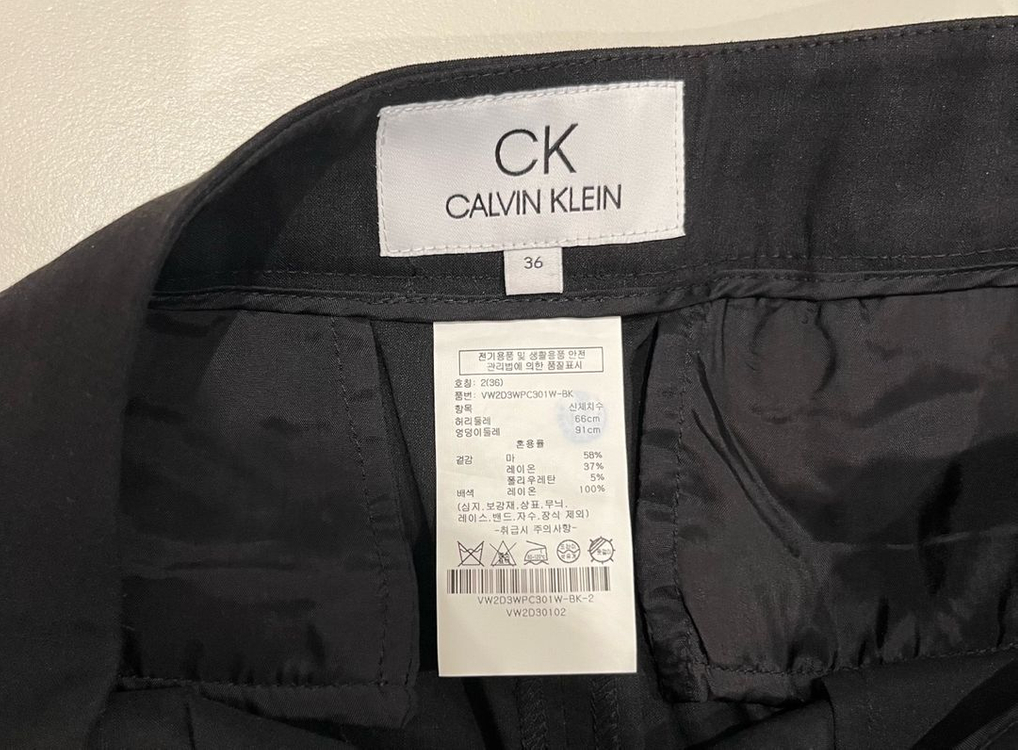 CK
CALVIN KLEIN
36
전기용품 및 생활용품 안전
관리법에 의한 품질표시
호칭: 2(36)
품번: VW2D3WPC301W-BK
항목 신체치수
허리둘레 66cm
엉덩이둘레 91cm
혼용률
겉감 마 58%
레이온 37%
폴리우레탄 5%
배색 레이온 100%
(심지,보강재,상표,무늬,
레이스,밴드,자수,장식 제외)
-취급시 주의사항-
VW2D3WPC301W-BK-2
VW2D30102